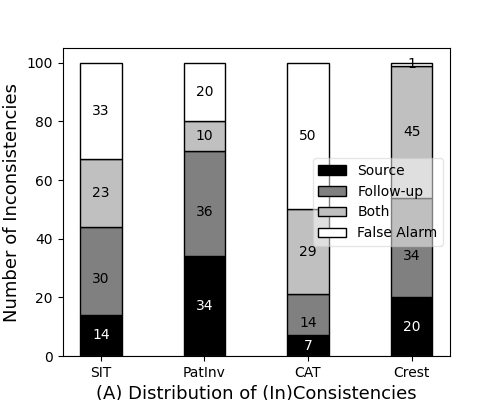 Number of Inconsistencies
100
80
60
40
20
0
33
23
30
14
20
10
36
34
50
29
14
7
1
45
34
20
Source
Follow-up
Both
False Alarm
SIT
PatInv
CAT
Crest
(A) Distribution of (In)Consistencies